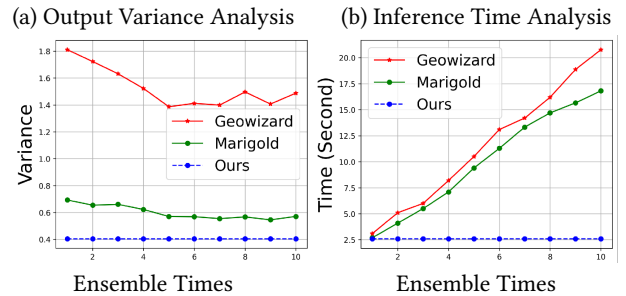 (a) Output Variance Analysis
1.8
1.6
1.4
1.2
1.0
0.8
0.6
0.4
Variance
Geowizard
Marigold
Ours
2 4 6 8 10
Ensemble Times
(b) Inference Time Analysis
20.0
17.5
15.0
12.5
10.0
7.5
5.0
2.5
Time (Second)
Geowizard
Marigold
Ours
2 4 6 8 10
Ensemble Times